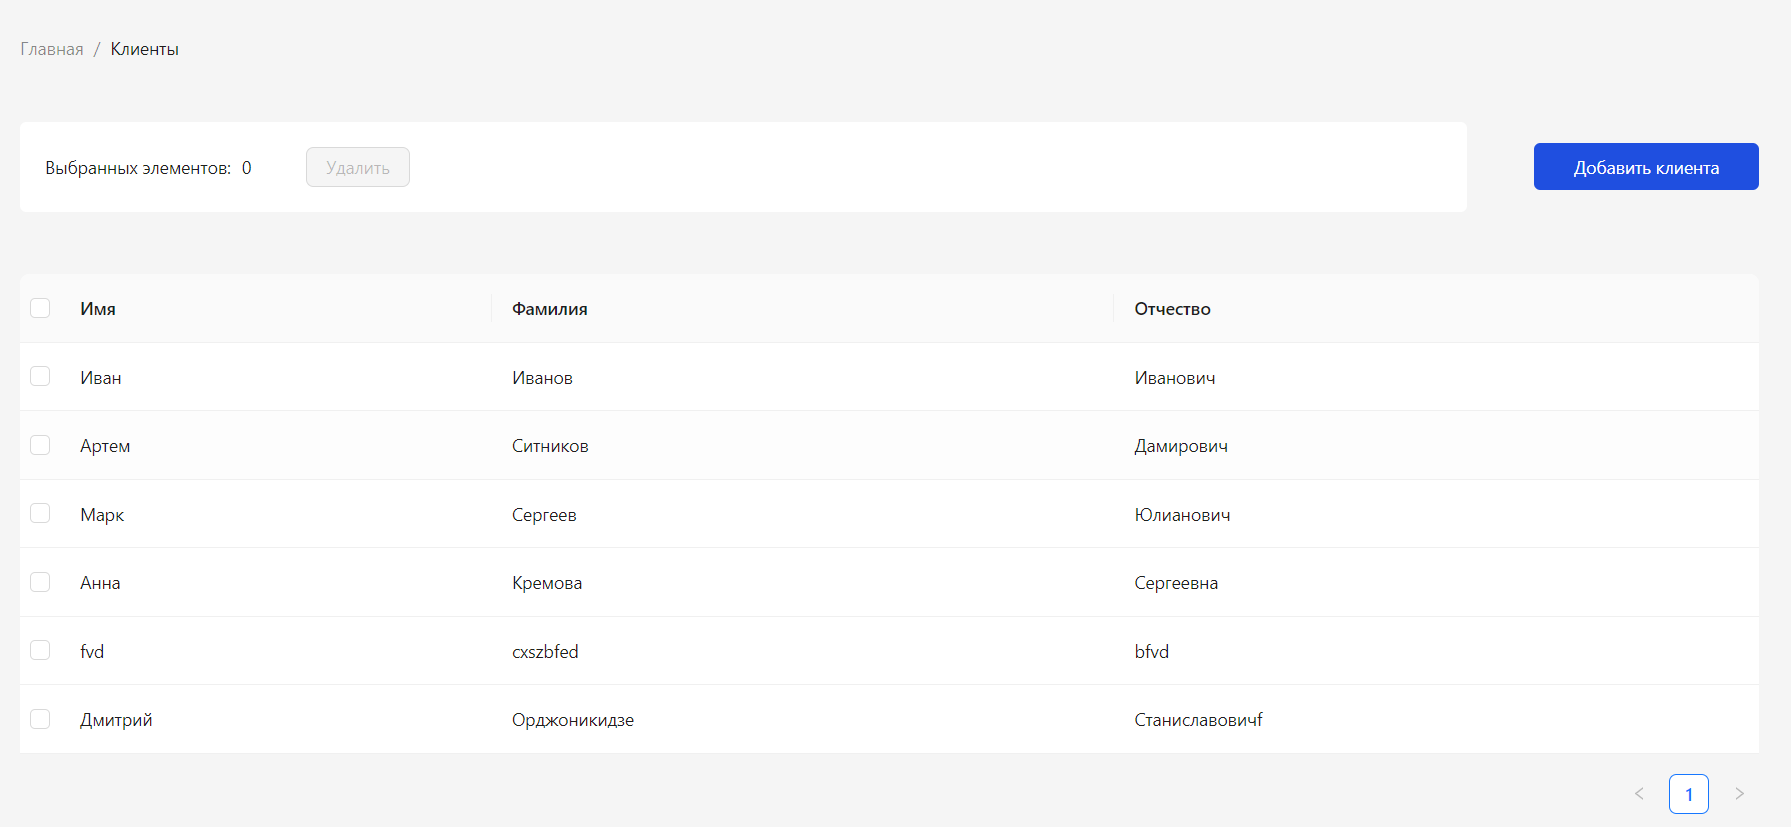 Главная / Клиенты
Выбранных элементов: 0 Удалить Добавить клиента
Имя Фамилия Отчество
Иван Иванов Иванович
Артем Ситников Дамирович
Марк Сергеев Юлианович
Анна Кремова Сергеевна
fvd cxszbfed bfvd
Дмитрий Орджоникидзе Станиславовичf
< 1 >